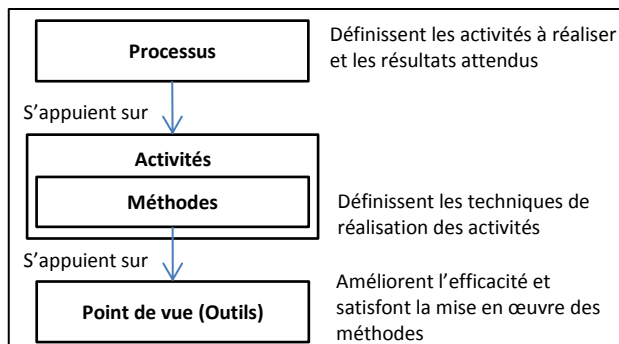 Processus
Définissent les activités à réaliser
et les résultats attendus
S'appuient sur
Activités
Méthodes
Définissent les techniques de
réalisation des activités
S'appuient sur
Point de vue (Outils)
Améliorent l'efficacité et
satisfont la mise en œuvre des
méthodes